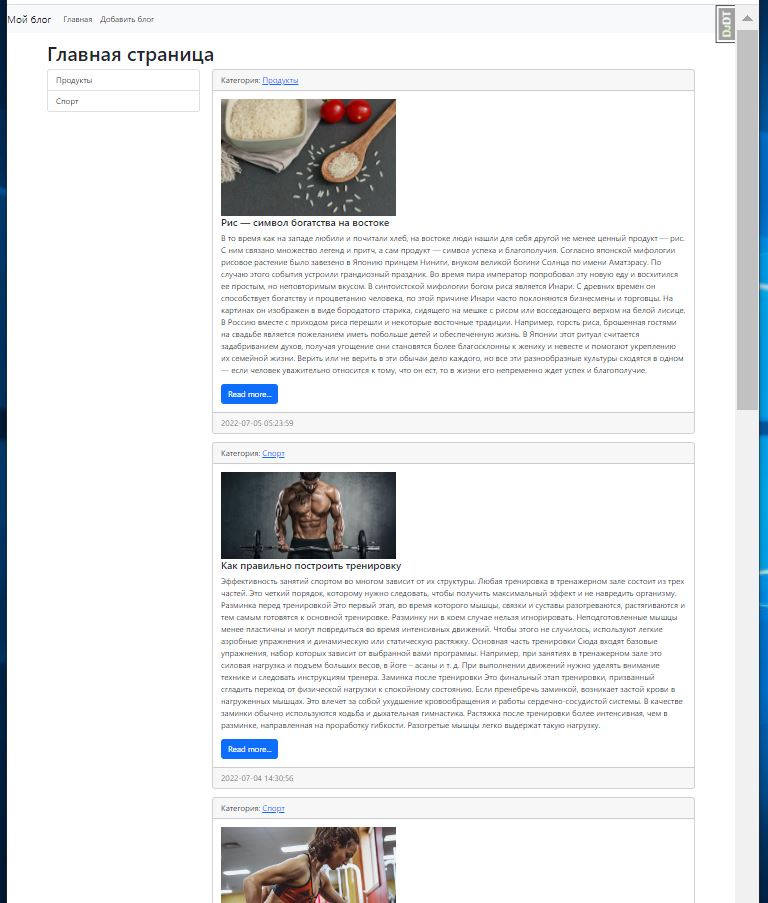 Мой блог Главная Добавить блог
DjDT
Главная страница
Продукты
Спорт
Категория: Продукты
Рис — символ богатства на востоке
В то время как на западе любили и почитали хлеб, на востоке люди нашли для себя другой не менее ценный продукт — рис.
С ним связано множество легенд и притч, а сам продукт — символ успеха и благополучия. Согласно японской мифологии
рисовое растение было завезено в Японию принцем Ниниги, внуком великой богини Солнца по имени Аматэрасу. По
случаю этого события устроили грандиозный праздник. Во время пира император попробовал эту новую еду и восхитился
ее простым, но неповторимым вкусом. В синтоистской мифологии богом риса является Инари. С древних времен он
способствует богатству и процветанию человека, по этой причине Инари часто поклоняются бизнесмены и торговцы. На
картинах он изображен в виде бородатого старика, сидящего на мешке с рисом или восседающего верхом на белой лисице.
В Россию вместе с приходом риса перешли и некоторые восточные традиции. Например, горсть риса, брошенная гостями
на свадьбе является пожеланием иметь побольше детей и обеспеченную жизнь. В Японии этот ритуал считается
задабриванием духов, получая угощение они становятся более благосклонны к жениху и невесте и помогают укреплению
их семейной жизни. Верить или не верить в эти обычаи дело каждого, но все эти разнообразные культуры сходятся в одном
— если человек уважительно относится к тому, что он ест, то в жизни его непременно ждет успех и благополучие.
Read more...
2022-07-05 05:23:59
Категория: Спорт
Как правильно построить тренировку
Эффективность занятий спортом во многом зависит от их структуры. Любая тренировка в тренажерном зале состоит из трех
частей. Это четкий порядок, которому нужно следовать, чтобы получить максимальный эффект и не навредить организму.
Разминка перед тренировкой Это первый этап, во время которого мышцы, связки и суставы разогреваются, растягиваются и
тем самым готовятся к основной тренировке. Разминку ни в коем случае нельзя игнорировать. Неподготовленные мышцы
менее пластичны и могут повредиться во время интенсивных движений. Чтобы этого не случилось, используют легкие
аэробные упражнения и динамическую или статическую растяжку. Основная часть тренировки Сюда входят базовые
упражнения, набор которых зависит от выбранной вами программы. Например, при занятиях в тренажерном зале это
силовая нагрузка и подъем больших весов, в йоге – асаны и т. д. При выполнении движений нужно уделять внимание
технике и следовать инструкциям тренера. Заминка после тренировки Это финальный этап тренировки, призванный
сгладить переход от физической нагрузки к спокойному состоянию. Если пренебречь заминкой, возникает застой крови в
нагруженных мышцах. Это влечет за собой ухудшение кровообращения и работы сердечно-сосудистой системы. В качестве
заминки обычно используются ходьба и дыхательная гимнастика. Растяжка после тренировки более интенсивная, чем в
разминке, направленная на проработку гибкости. Разогретые мышцы легко выдержат такую нагрузку.
Read more...
2022-07-04 14:30:56
Категория: Спорт